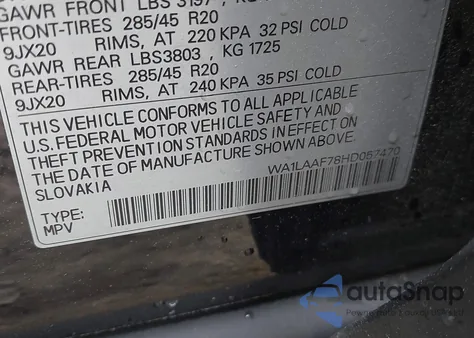 GAWR FRONT LBS 3197, KG
FRONT-TIRES 285/45 R20
9JX20 RIMS, AT 220 KPA 32 PSI COLD
GAWR REAR LBS3803 , KG 1725
REAR-TIRES 285/45 R20
9JX20 RIMS, AT 240 KPA 35 PSI COLD
THIS VEHICLE CONFORMS TO ALL APPLICABLE
U.S. FEDERAL MOTOR VEHICLE SAFETY AND
THEFT PREVENTION STANDARDS IN EFFECT ON
THE DATE OF MANUFACTURE SHOWN ABOVE.
SLOVAKIA
WA1LAAF78HD057470
TYPE:
MPV
autoSnap